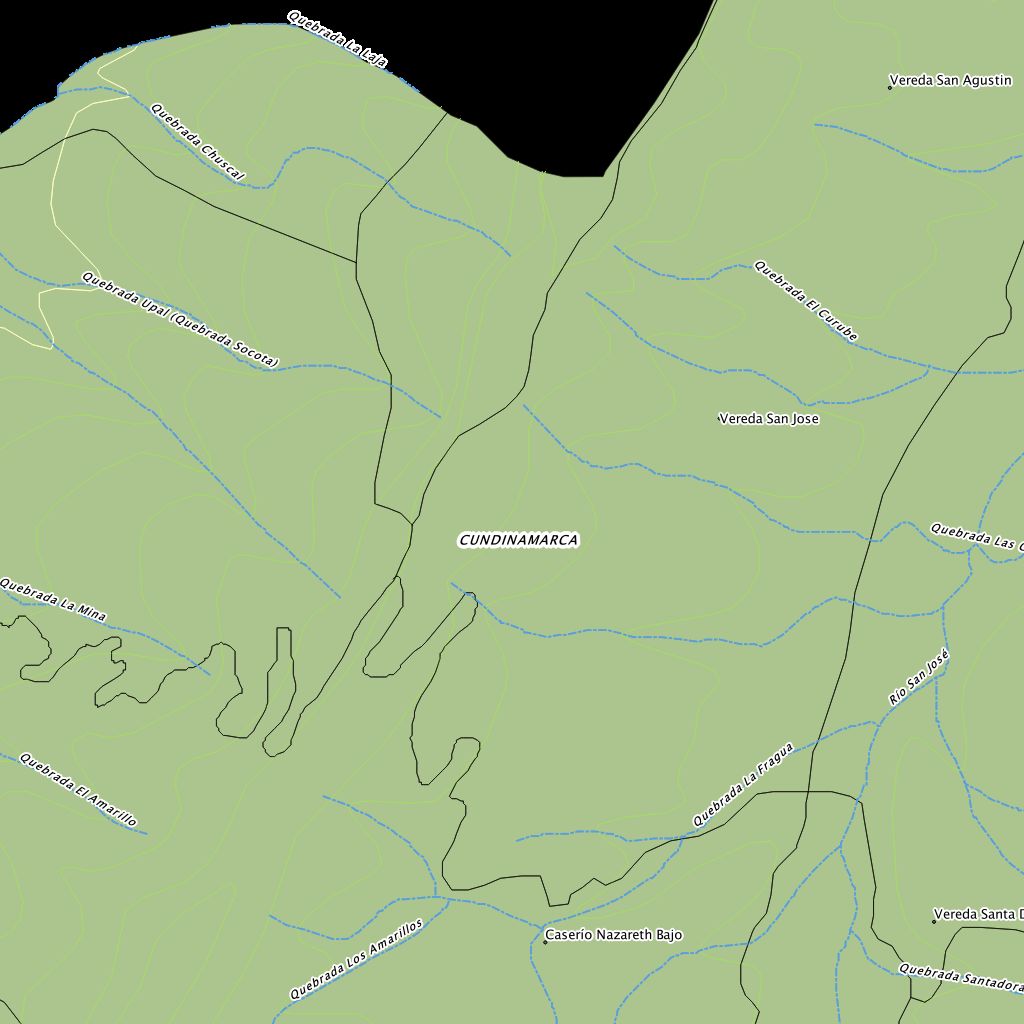 Quebrada La Laja
Vereda San Agustin
Quebrada Chuscal
Quebrada El Curube
Quebrada Upal (Quebrada Socota)
Vereda San Jose
CUNDINAMARCA
Quebrada Las C
Quebrada La Mina
Río San José
Quebrada La Fragua
Quebrada El Amarillo
Vereda Santa
Caserío Nazareth Bajo
Quebrada Los Amarillos
Quebrada Santadora